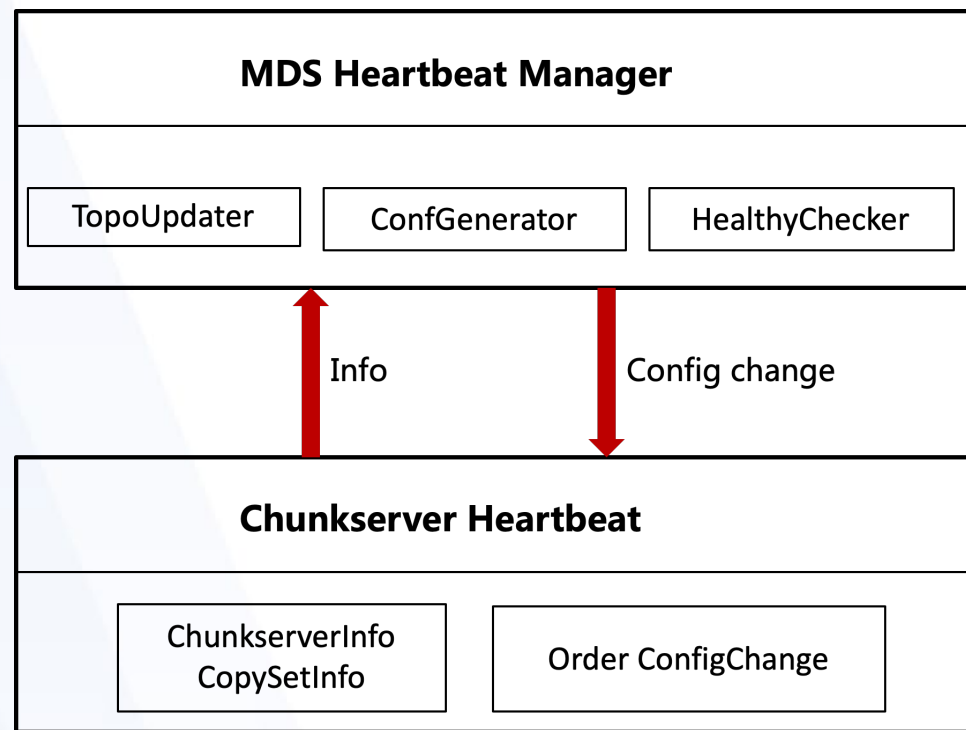 MDS Heartbeat Manager
TopoUpdater
ConfGenerator
HealthyChecker
Info
Config change
Chunkserver Heartbeat
ChunkserverInfo
CopySetInfo
Order ConfigChange